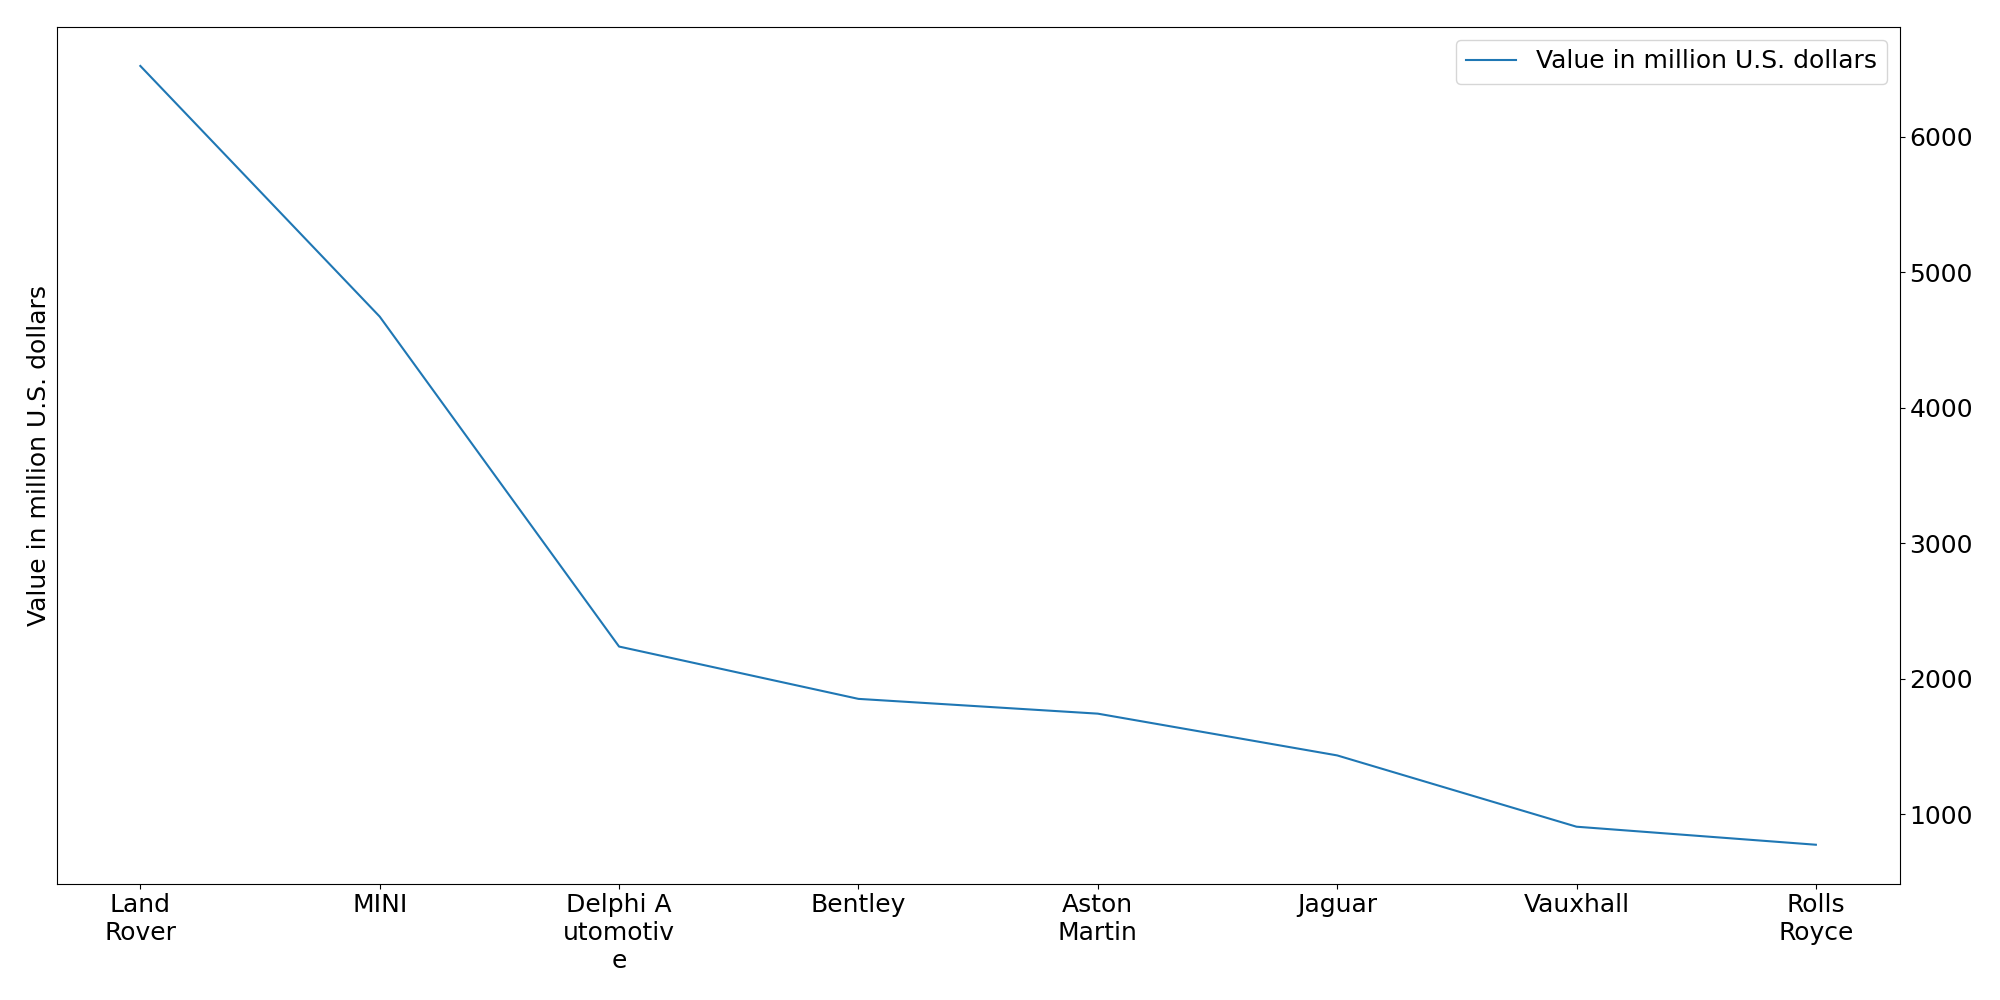 Value in million U.S. dollars
Value in million U.S. dollars
6000
5000
4000
3000
2000
1000
Land
Rover
MINI
Delphi A
utomotiv
e
Bentley
Aston
Martin
Jaguar
Vauxhall
Rolls
Royce